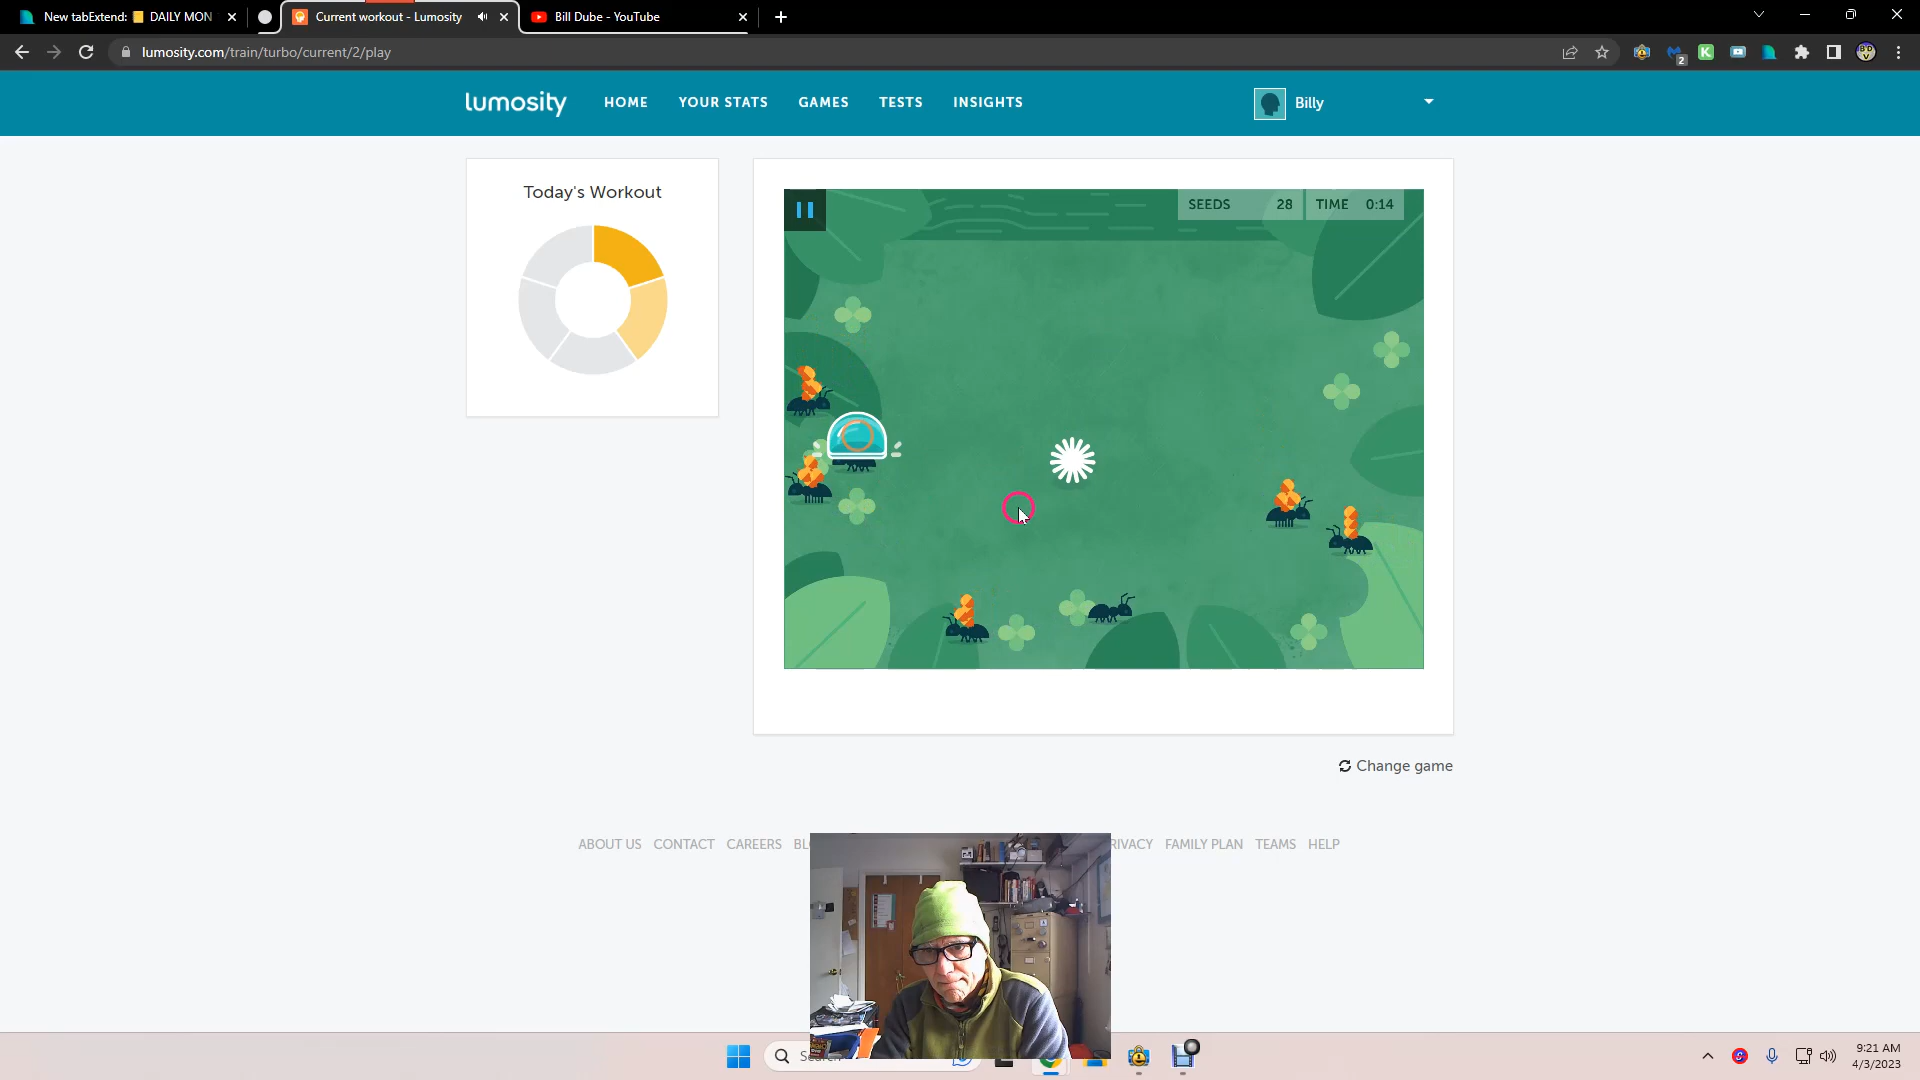 New tabExtend: DAILY MON
Current workout - Lumosity
Bill Dube - YouTube
lumosity.com/train/turbo/current/2/play
2
lumosity
HOME
YOUR STATS
GAMES
TESTS
INSIGHTS
Billy
Today's Workout
SEEDS 28
TIME 0:14
Change game
ABOUT US
CONTACT
CAREERS
FAMILY PLAN
TEAMS
HELP
9:21 AM
4/3/2023